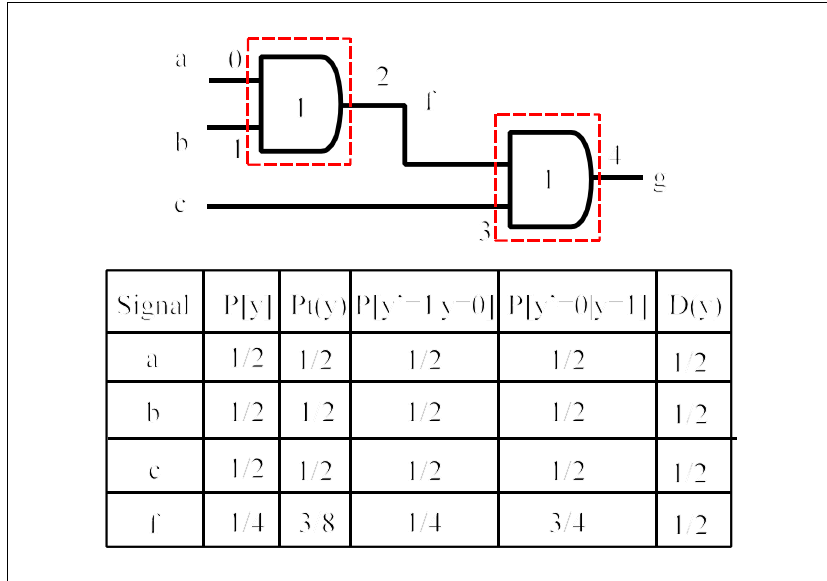 a 0
2
1 f
b 1
4
1 g
c
3
Signal P[y] Pt(y) P[y'=1 y=0] P[y'=0|y=1] D(y)
a 1/2 1/2 1/2 1/2 1/2
b 1/2 1/2 1/2 1/2 1/2
c 1/2 1/2 1/2 1/2 1/2
f 1/4 3 8 1/4 3/4 1/2